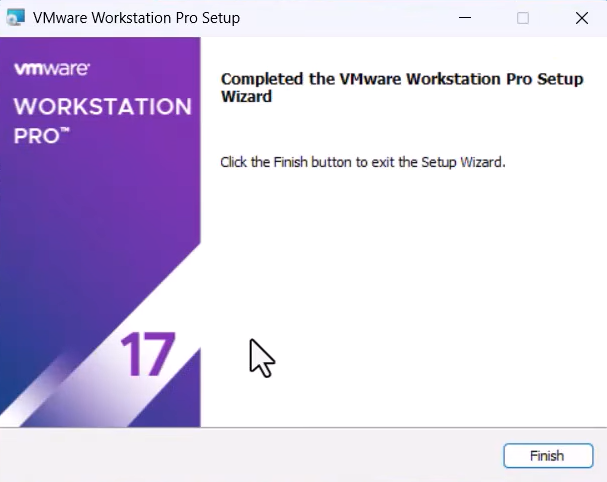 VMware Workstation Pro Setup
vmware®
WORKSTATION
PRO™
Completed the VMware Workstation Pro Setup
Wizard
Click the Finish button to exit the Setup Wizard.
17
Finish